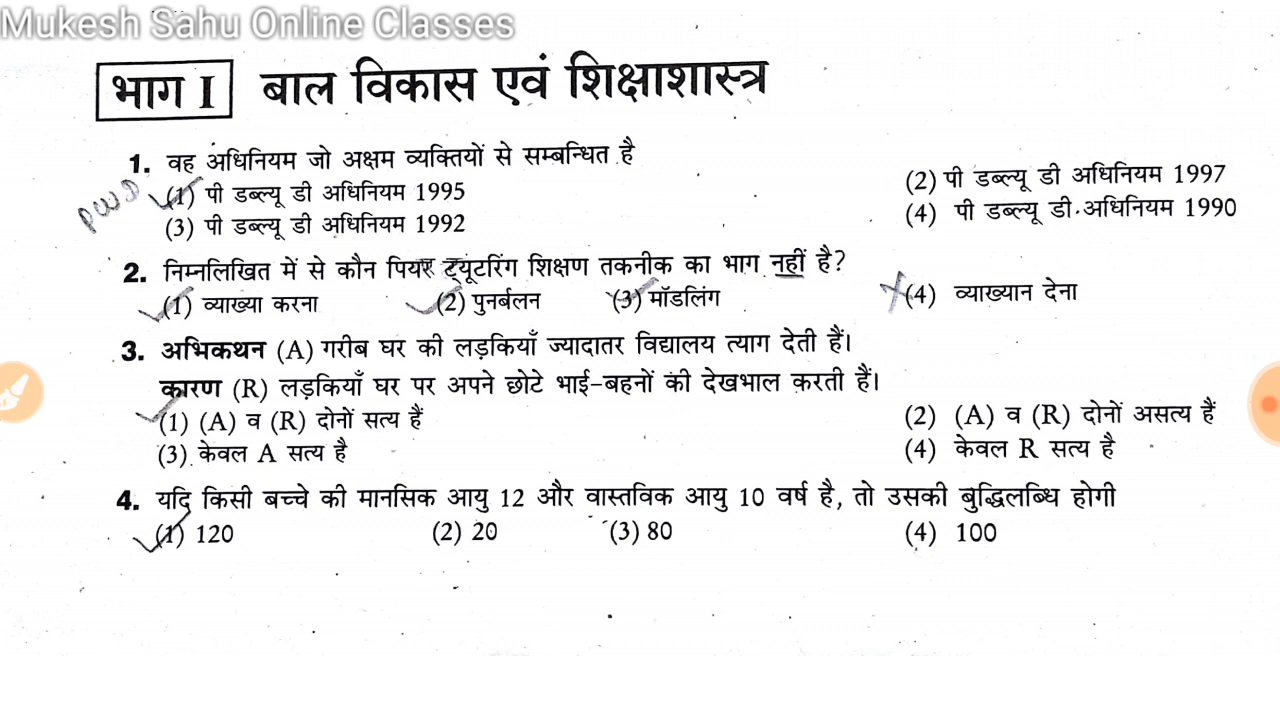 Mukesh Sahu Online Classes
भाग I बाल विकास एवं शिक्षाशास्त्र
1. वह अधिनियम जो अक्षम व्यक्तियों से सम्बन्धित है
PWD (1) पी डब्ल्यू डी अधिनियम 1995 (2) पी डब्ल्यू डी अधिनियम 1997
(3) पी डब्ल्यू डी अधिनियम 1992 (4) पी डब्ल्यू डी अधिनियम 1990
2. निम्नलिखित में से कौन पियर ट्यूटरिंग शिक्षण तकनीक का भाग नहीं है?
(1) व्याख्या करना (2) पुनर्बलन (3) मॉडलिंग (4) व्याख्यान देना
3. अभिकथन (A) गरीब घर की लड़कियाँ ज्यादातर विद्यालय त्याग देती हैं।
कारण (R) लड़कियाँ घर पर अपने छोटे भाई-बहनों की देखभाल करती हैं।
(1) (A) व (R) दोनों सत्य हैं (2) (A) व (R) दोनों असत्य हैं
(3) केवल A सत्य है (4) केवल R सत्य है
4. यदि किसी बच्चे की मानसिक आयु 12 और वास्तविक आयु 10 वर्ष है, तो उसकी बुद्धिलब्धि होगी
(1) 120 (2) 20 (3) 80 (4) 100